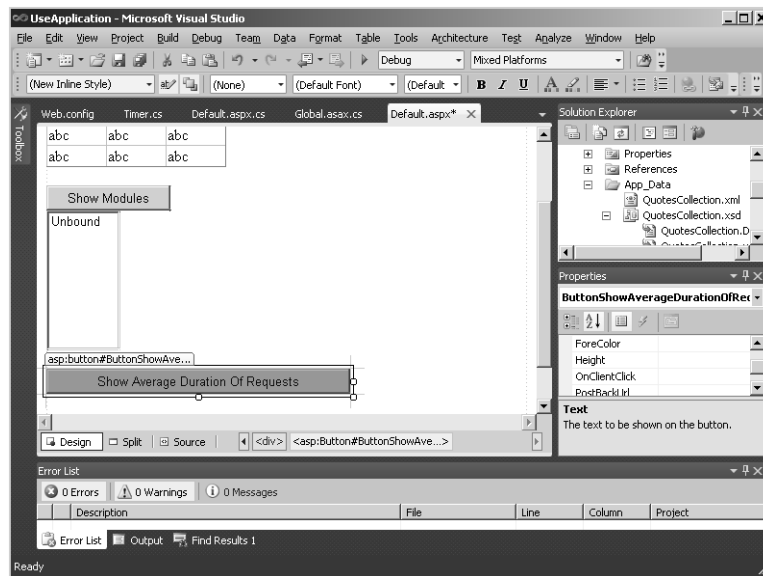 UseApplication - Microsoft Visual Studio
File Edit View Project Build Debug Team Data Format Table Tools Architecture Test Analyze Window Help
Debug Mixed Platforms
(New Inline Style) (None) (Default Font) (Default B I U A
Toolbox
Web.config Timer.cs Default.aspx.cs Global.asax.cs Default.aspx*
abc abc abc
abc abc abc
Show Modules
Unbound
asp:button#ButtonShowAve...
Show Average Duration Of Requests
Design Split Source <div> <asp:Button#ButtonShowAve...>
Solution Explorer
Properties
References
App_Data
QuotesCollection.xml
QuotesCollection.xsd
QuotesCollection.D
Properties
ButtonShowAverageDurationOfRec
ForeColor
Height
OnClientClick
PostBackUrl
Text
The text to be shown on the button.
Error List
0 Errors 0 Warnings 0 Messages
Description File Line Column Project
Error List Output Find Results 1
Ready